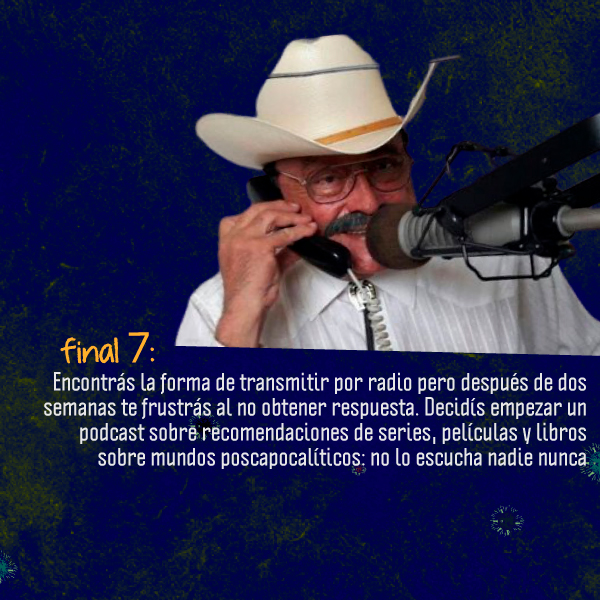 final 7:
Encontrás la forma de transmitir por radio pero después de dos
semanas te frustrás al no obtener respuesta. Decidís empezar un
podcast sobre recomendaciones de series, películas y libros
sobre mundos poscapocalíticos: no lo escucha nadie nunca